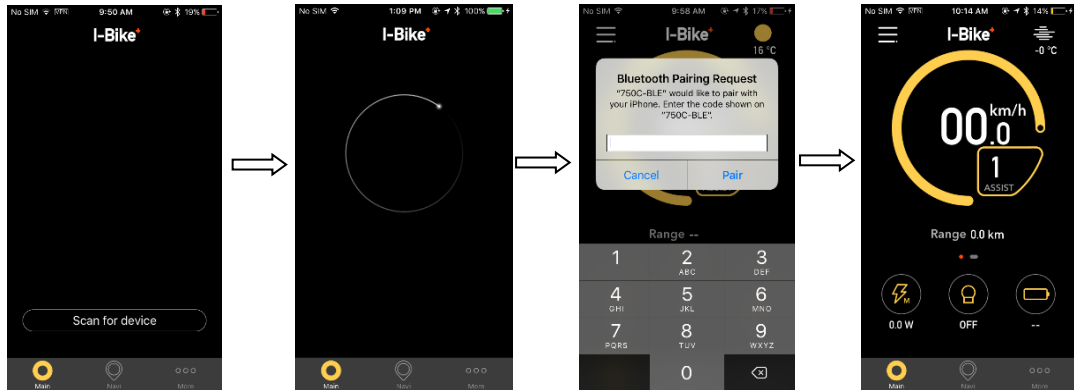 No SIM VPN 9:50 AM 19%
I-Bike+
Scan for device
Main Navi More
No SIM 1:09 PM 100%
I-Bike+
Main Navi More
No SIM 9:58 AM 17%
I-Bike+
16 °C
Bluetooth Pairing Request
"750C-BLE" would like to pair with
your iPhone. Enter the code shown on
"750C-BLE".
Cancel Pair
ASSIST
Range --
1 2 3
ABC DEF
4 5 6
GHI JKL MNO
7 8 9
PQRS TUV WXYZ
0
No SIM VPN 10:14 AM 14%
I-Bike+
-0 °C
00.0 km/h
1
ASSIST
Range 0.0 km
M
0.0 W OFF --
Main Navi More